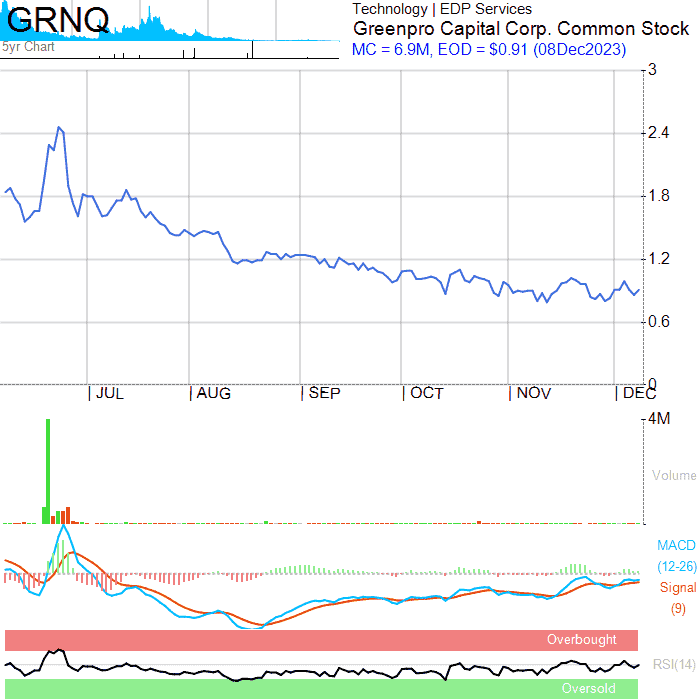 GRNQ
5yr Chart
Technology | EDP Services
Greenpro Capital Corp. Common Stock
MC = 6.9M, EOD = $0.91 (08Dec2023)
3
2.4
1.8
1.2
0.6
0
JUL AUG SEP OCT NOV DEC
4M
Volume
MACD
(12-26)
Signal
(9)
Overbought
RSI(14)
Oversold